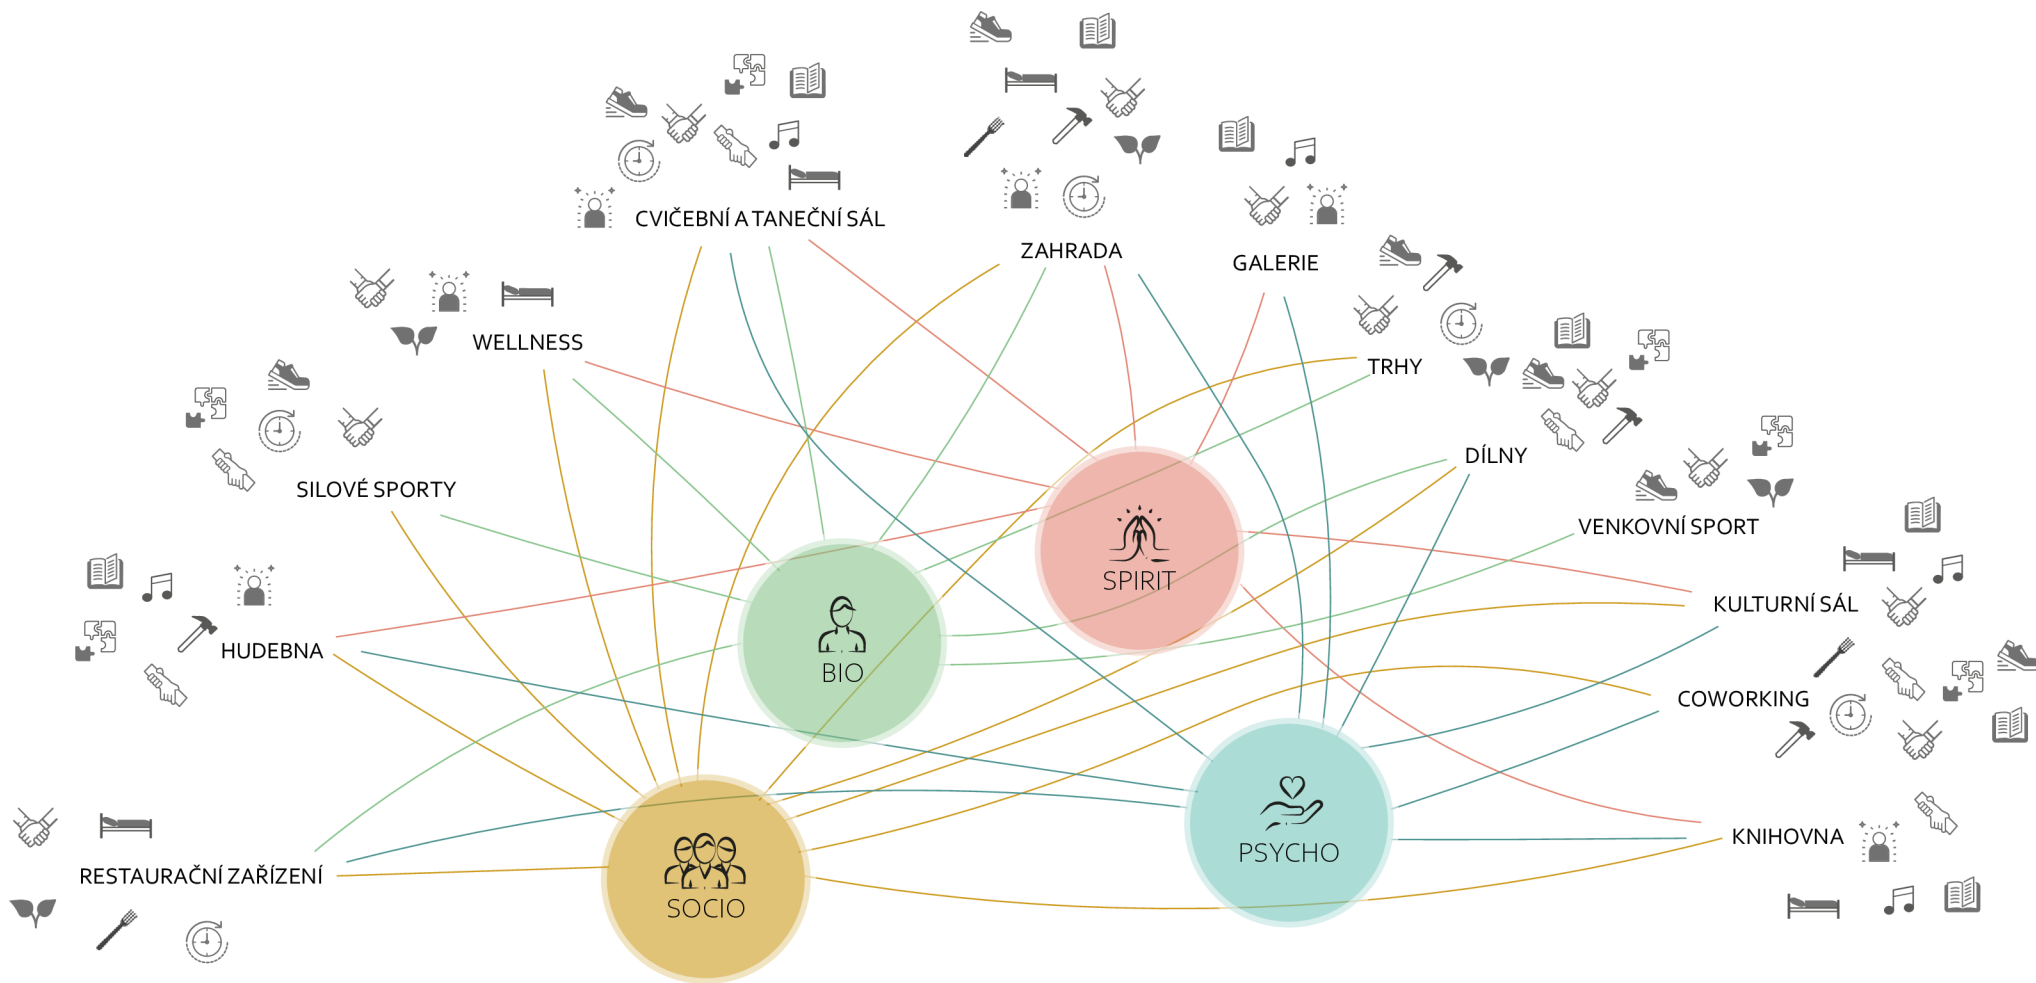 CVIČEBNÍ A TANEČNÍ SÁL
ZAHRADA
GALERIE
WELLNESS
TRHY
DÍLNY
SILOVÉ SPORTY
VENKOVNÍ SPORT
SPIRIT
KULTURNÍ SÁL
HUDEBNA
BIO
COWORKING
KNIHOVNA
PSYCHO
RESTAURAČNÍ ZAŘÍZENÍ
SOCIO